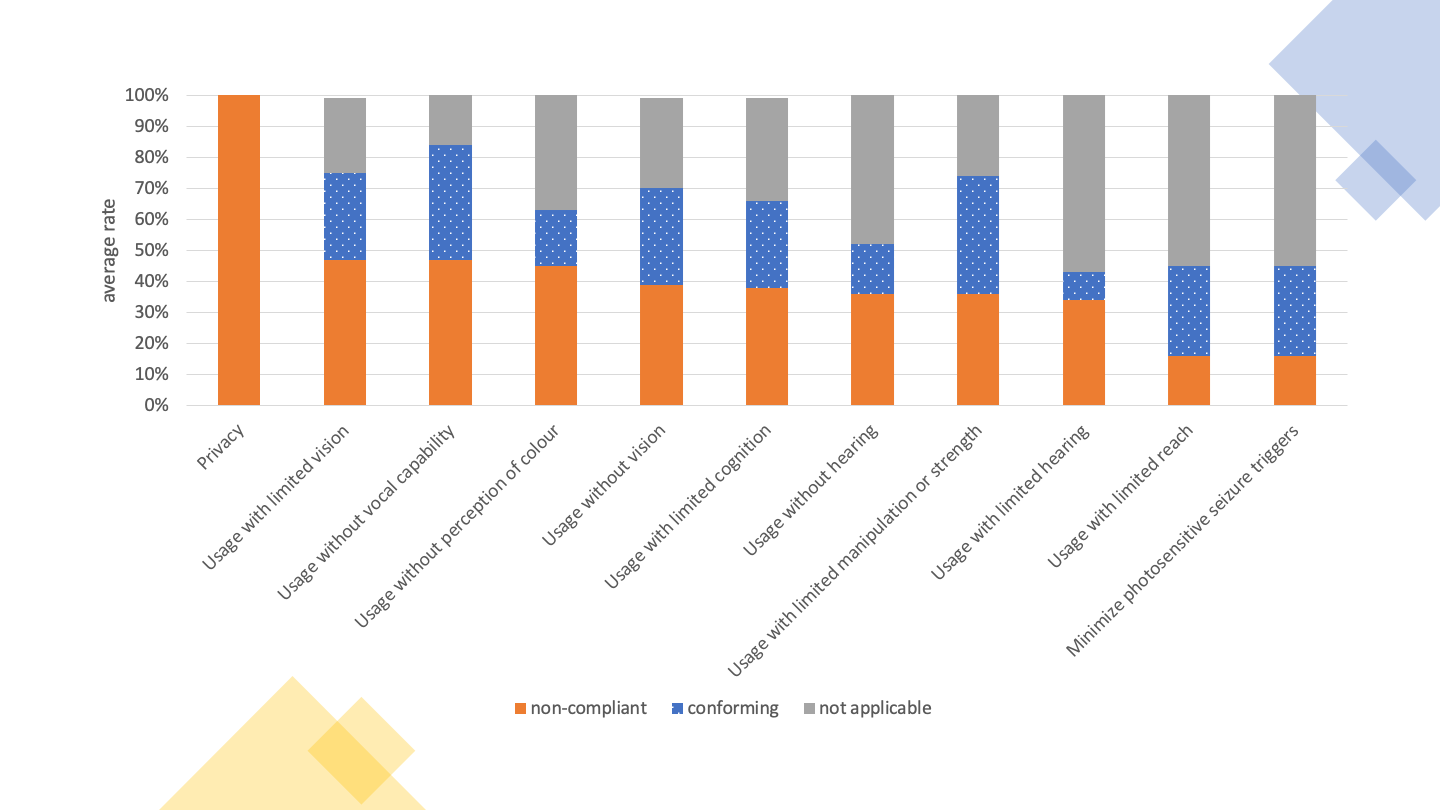 100%
90%
80%
70%
60%
50%
40%
30%
20%
10%
0%
average rate
Privacy
Usage with limited vision
Usage without vocal capability
Usage without perception of colour
Usage without vision
Usage with limited cognition
Usage without hearing
Usage with limited manipulation or strength
Usage with limited hearing
Usage with limited reach
Minimize photosensitive seizure triggers
non-compliant conforming not applicable